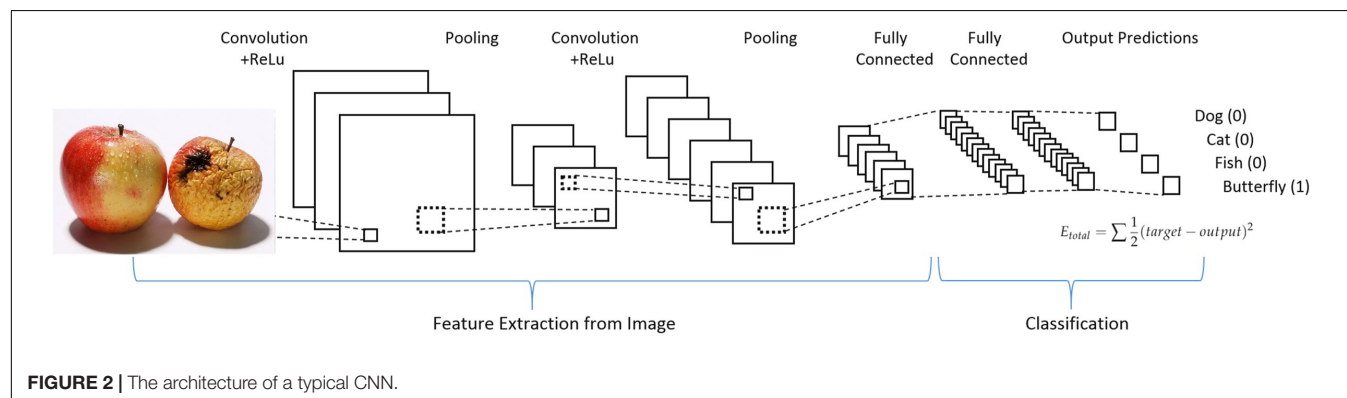 Convolution
+ReLu
Pooling
Convolution
+ReLu
Pooling
Fully
Connected
Fully
Connected
Output Predictions
Dog (0)
Cat (0)
Fish (0)
Butterfly (1)
E_total = ∑ 1/2 (target − output)²
Feature Extraction from Image
Classification
FIGURE 2 | The architecture of a typical CNN.